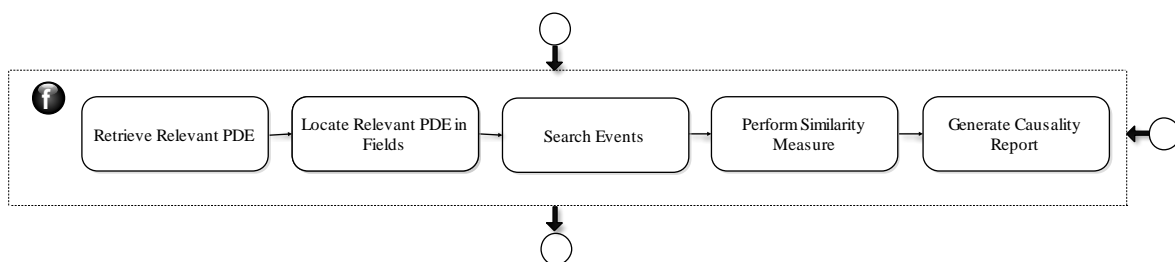 f
Retrieve Relevant PDE
Locate Relevant PDE in
Fields
Search Events
Perform Similarity
Measure
Generate Causality
Report